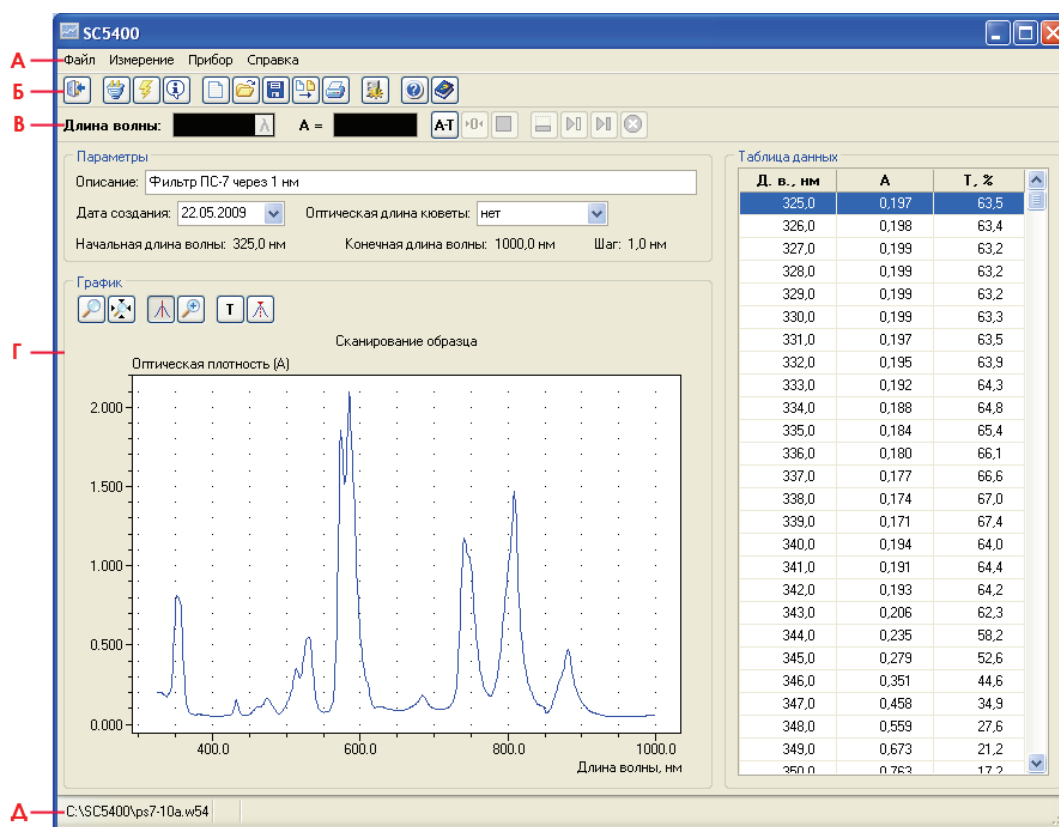 SC5400
А
Файл Измерение Прибор Справка
Б
В
Длина волны: λ A = A-T ›0‹
Параметры
Описание: Фильтр ПС-7 через 1 нм
Дата создания: 22.05.2009 Оптическая длина кюветы: нет
Начальная длина волны: 325,0 нм Конечная длина волны: 1000,0 нм Шаг: 1,0 нм
График
T
Г
Сканирование образца
Оптическая плотность (А)
2.000
1.500
1.000
0.500
0.000
400.0 600.0 800.0 1000.0
Длина волны, нм
Таблица данных
Д. в., нм A T, %
325,0 0,197 63,5
326,0 0,198 63,4
327,0 0,199 63,2
328,0 0,199 63,2
329,0 0,199 63,2
330,0 0,199 63,3
331,0 0,197 63,5
332,0 0,195 63,9
333,0 0,192 64,3
334,0 0,188 64,8
335,0 0,184 65,4
336,0 0,180 66,1
337,0 0,177 66,6
338,0 0,174 67,0
339,0 0,171 67,4
340,0 0,194 64,0
341,0 0,191 64,4
342,0 0,193 64,2
343,0 0,206 62,3
344,0 0,235 58,2
345,0 0,279 52,6
346,0 0,351 44,6
347,0 0,458 34,9
348,0 0,559 27,6
349,0 0,673 21,2
350,0 0,763 17,2
Д
C:\SC5400\ps7-10a.w54